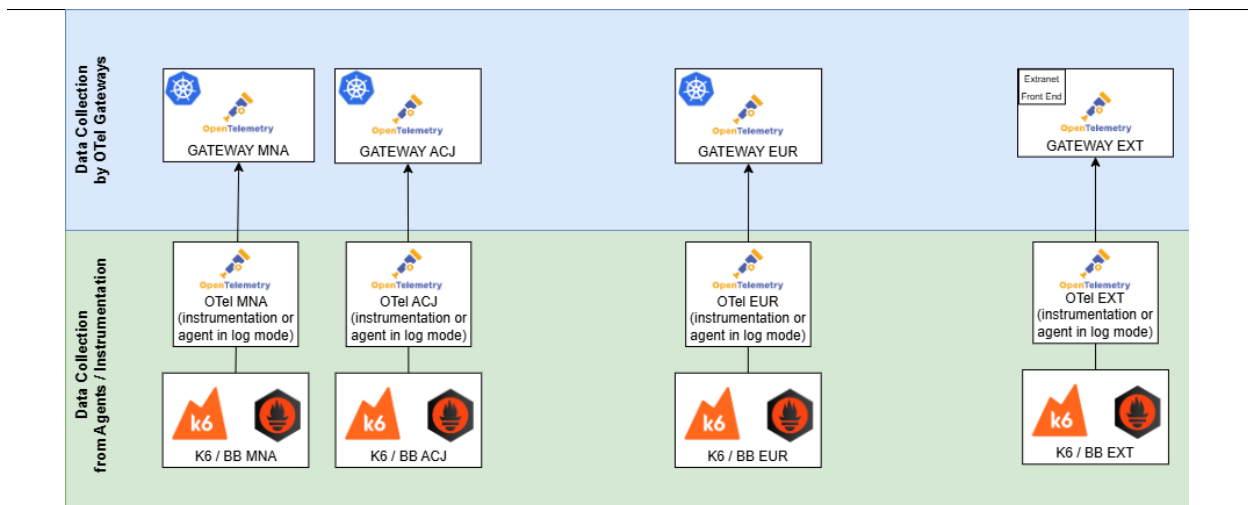 Data Collection
by OTel Gateways
OpenTelemetry
GATEWAY MNA
OpenTelemetry
GATEWAY ACJ
OpenTelemetry
GATEWAY EUR
Extranet
Front End
OpenTelemetry
GATEWAY EXT
Data Collection
from Agents / Instrumentation
OpenTelemetry
OTel MNA
(instrumentation or
agent in log mode)
OpenTelemetry
OTel ACJ
(instrumentation or
agent in log mode)
OpenTelemetry
OTel EUR
(instrumentation or
agent in log mode)
OpenTelemetry
OTel EXT
(instrumentation or
agent in log mode)
k6
K6 / BB MNA
k6
K6 / BB ACJ
k6
K6 / BB EUR
k6
K6 / BB EXT